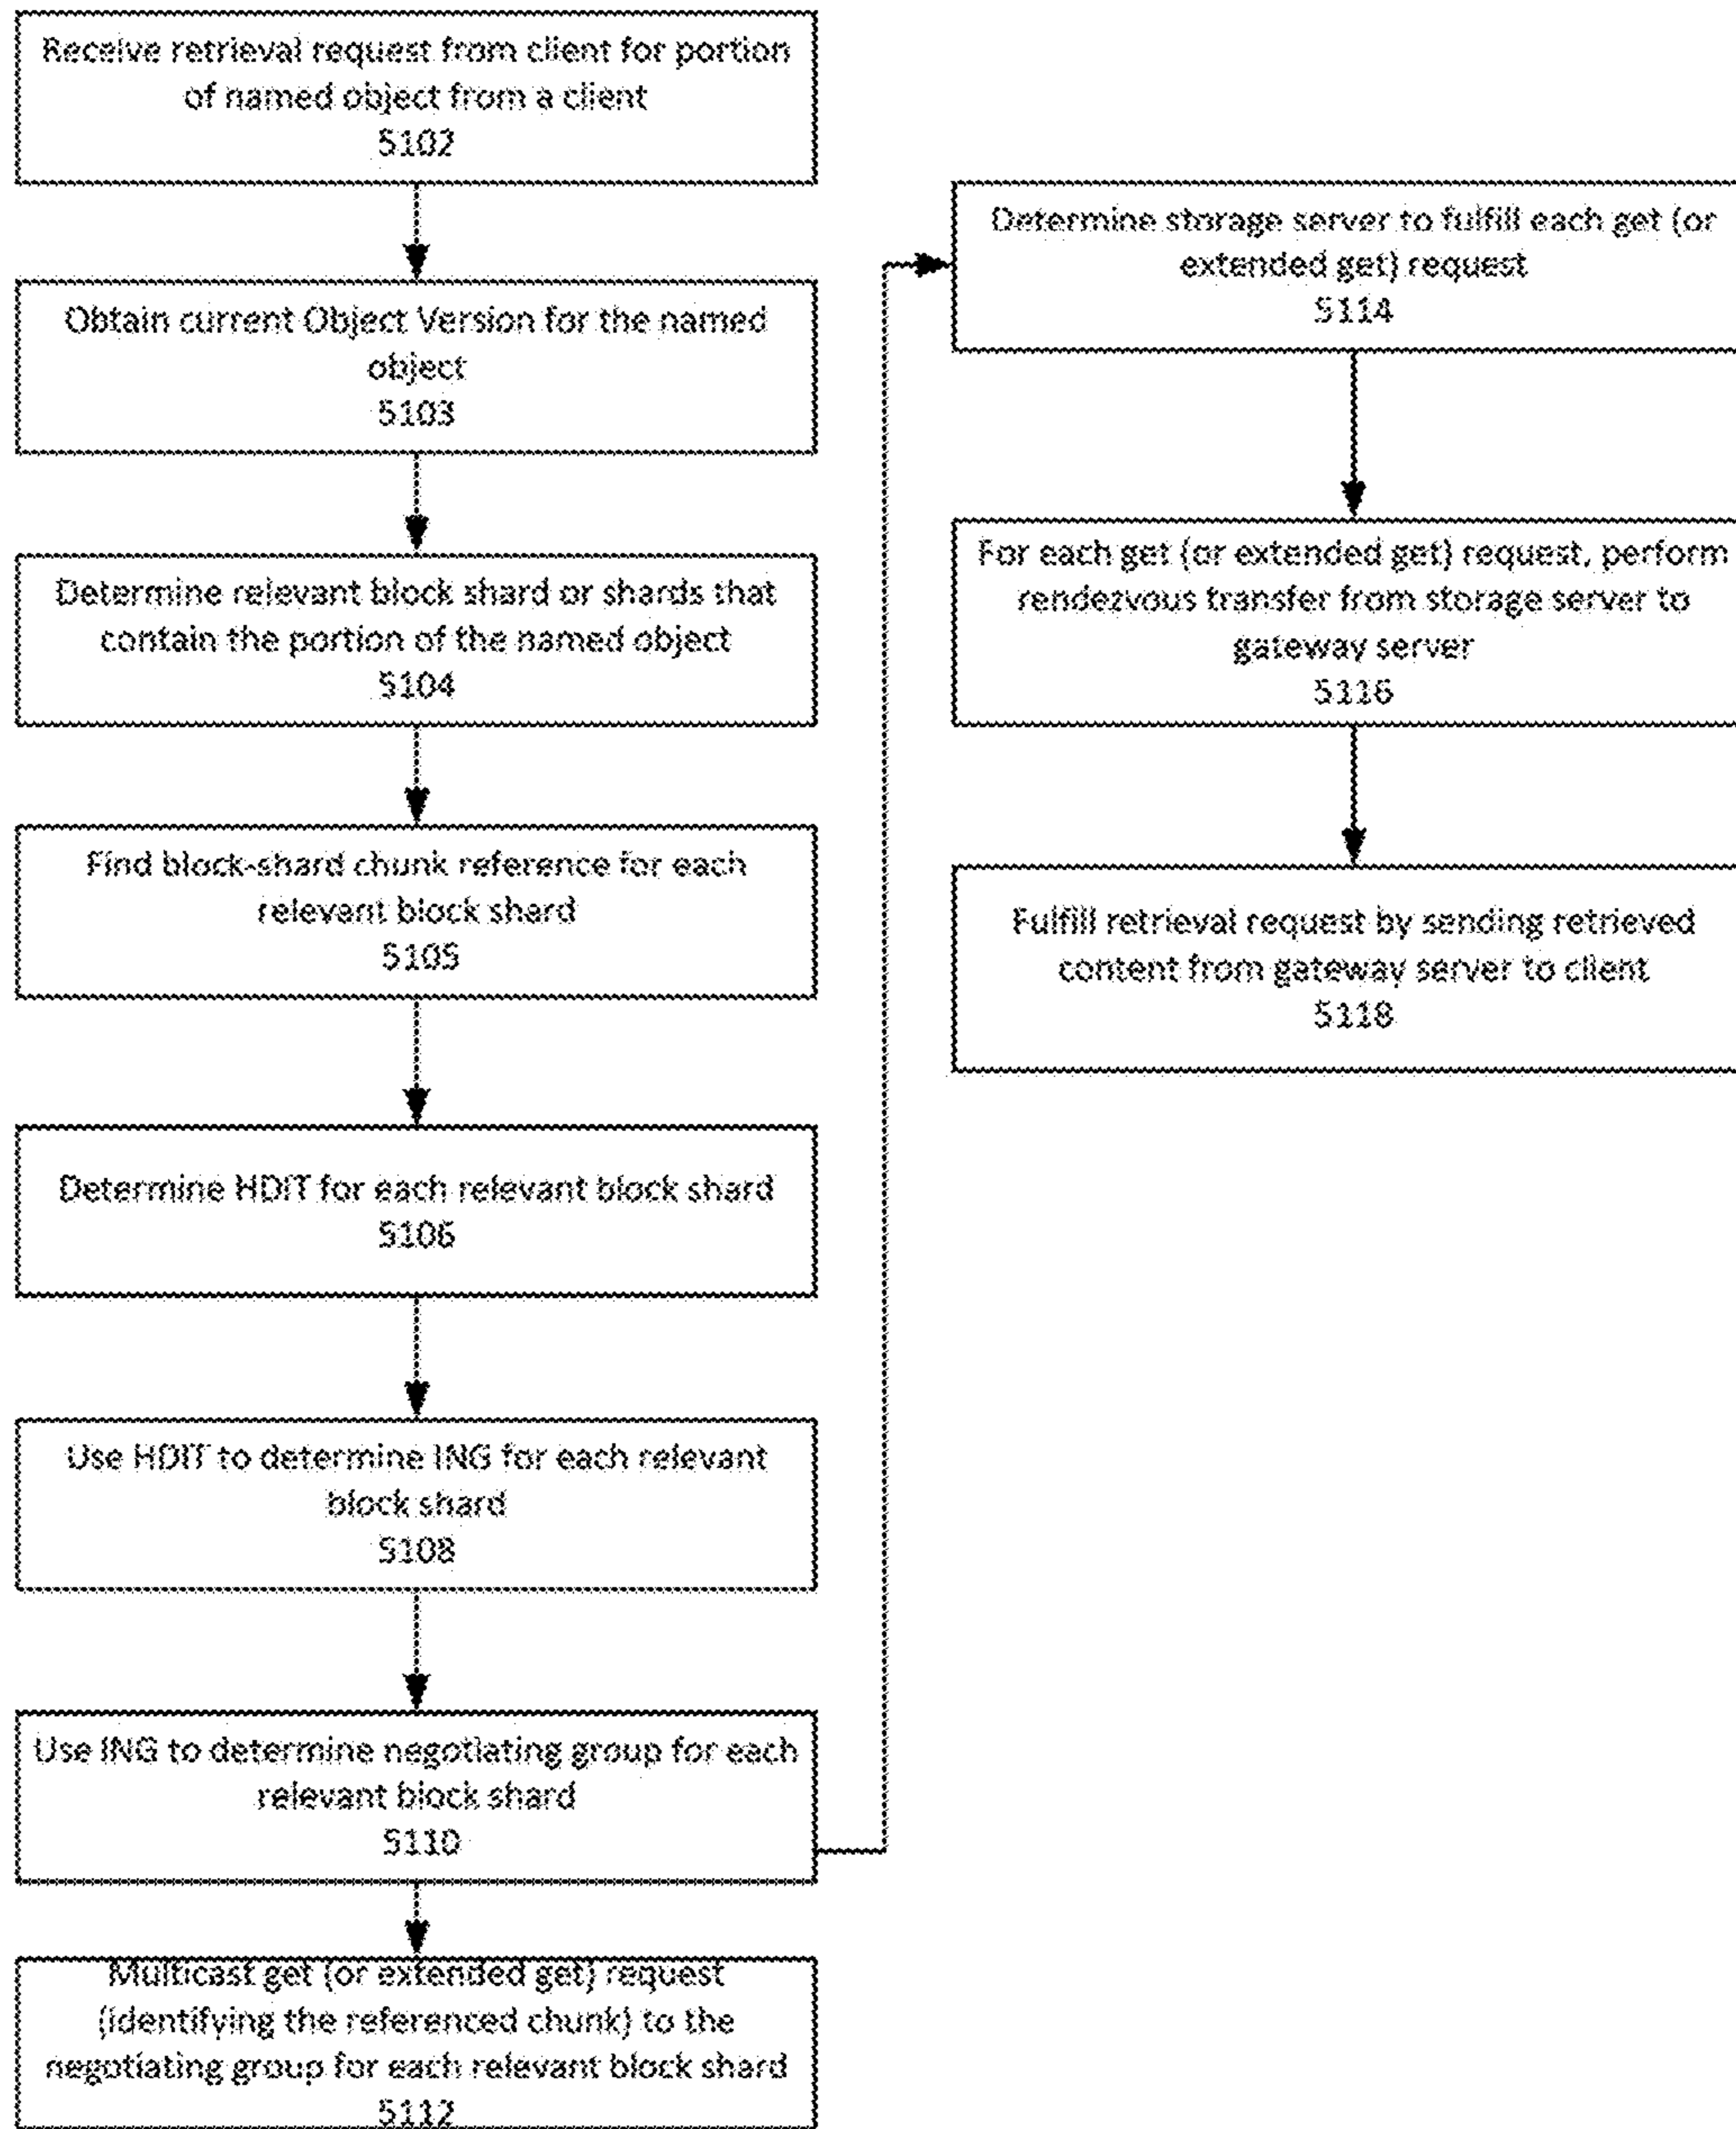 Receive retrieval request from client for portion
of named object from a client
5102
Obtain current Object Version for the named
object
5103
Determine relevant block shard or shards that
contain the portion of the named object
5104
Find block-shard chunk reference for each
relevant block shard
5105
Determine HDIT for each relevant block shard
5106
Use HDIT to determine ING for each relevant
block shard
5108
Use ING to determine negotiating group for each
relevant block shard
5110
Multicast get (or extended get) request
(identifying the referenced chunk) to the
negotiating group for each relevant block shard
5112
Determine storage server to fulfill each get (or
extended get) request
5114
For each get (or extended get) request, perform
rendezvous transfer from storage server to
gateway server
5116
Fulfill retrieval request by sending retrieved
content from gateway server to client
5118